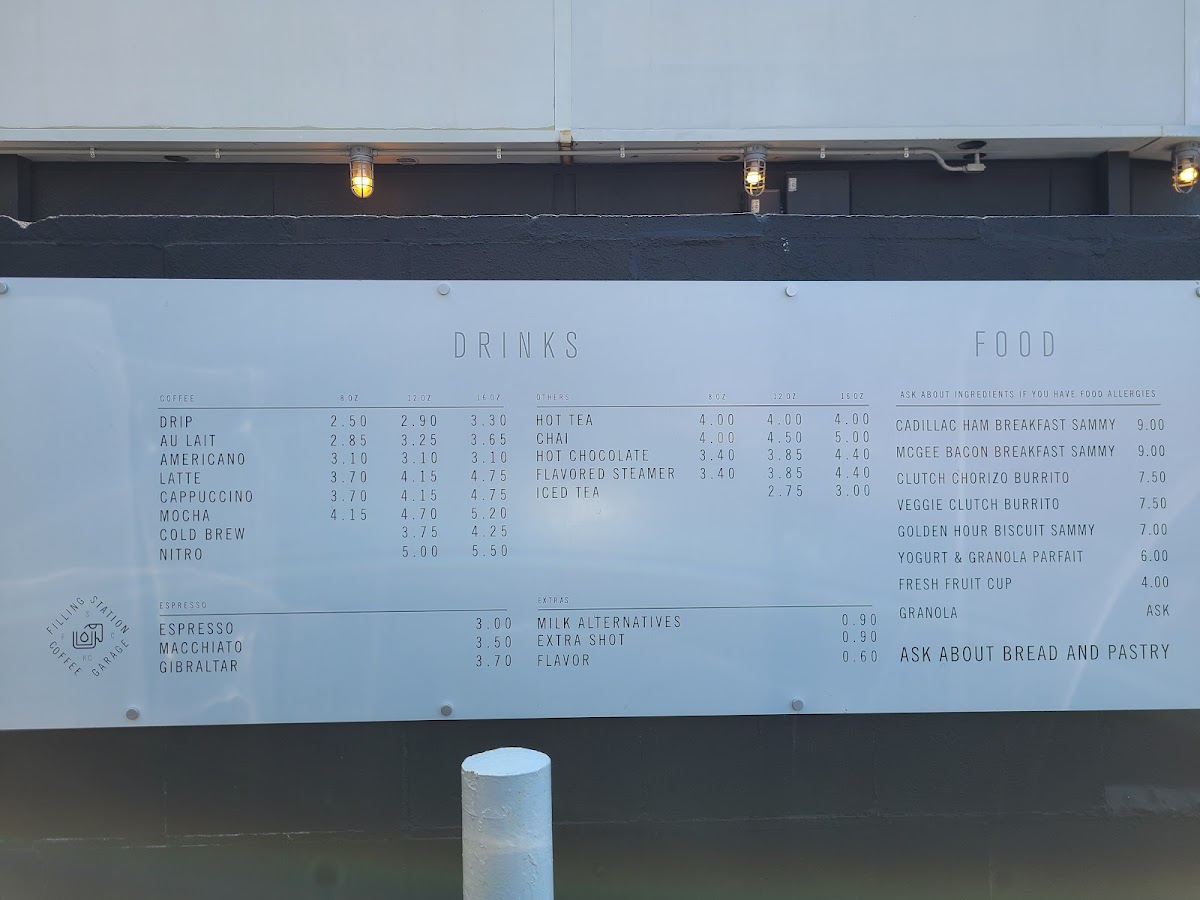 DRINKS
COFFEE 8 OZ 12 OZ 16 OZ
DRIP 2.50 2.90 3.30
AU LAIT 2.85 3.25 3.65
AMERICANO 3.10 3.10 3.10
LATTE 3.70 4.15 4.75
CAPPUCCINO 3.70 4.15 4.75
MOCHA 4.15 4.70 5.20
COLD BREW 3.75 4.25
NITRO 5.00 5.50
ESPRESSO
ESPRESSO 3.00
MACCHIATO 3.50
GIBRALTAR 3.70
OTHERS 8 OZ 12 OZ 16 OZ
HOT TEA 4.00 4.00 4.00
CHAI 4.00 4.50 5.00
HOT CHOCOLATE 3.40 3.85 4.40
FLAVORED STEAMER 3.40 3.85 4.40
ICED TEA 2.75 3.00
EXTRAS
MILK ALTERNATIVES 0.90
EXTRA SHOT 0.90
FLAVOR 0.60
FOOD
ASK ABOUT INGREDIENTS IF YOU HAVE FOOD ALLERGIES
CADILLAC HAM BREAKFAST SAMMY 9.00
MCGEE BACON BREAKFAST SAMMY 9.00
CLUTCH CHORIZO BURRITO 7.50
VEGGIE CLUTCH BURRITO 7.50
GOLDEN HOUR BISCUIT SAMMY 7.00
YOGURT & GRANOLA PARFAIT 6.00
FRESH FRUIT CUP 4.00
GRANOLA ASK
ASK ABOUT BREAD AND PASTRY
FILLING STATION
COFFEE GARAGE
KC